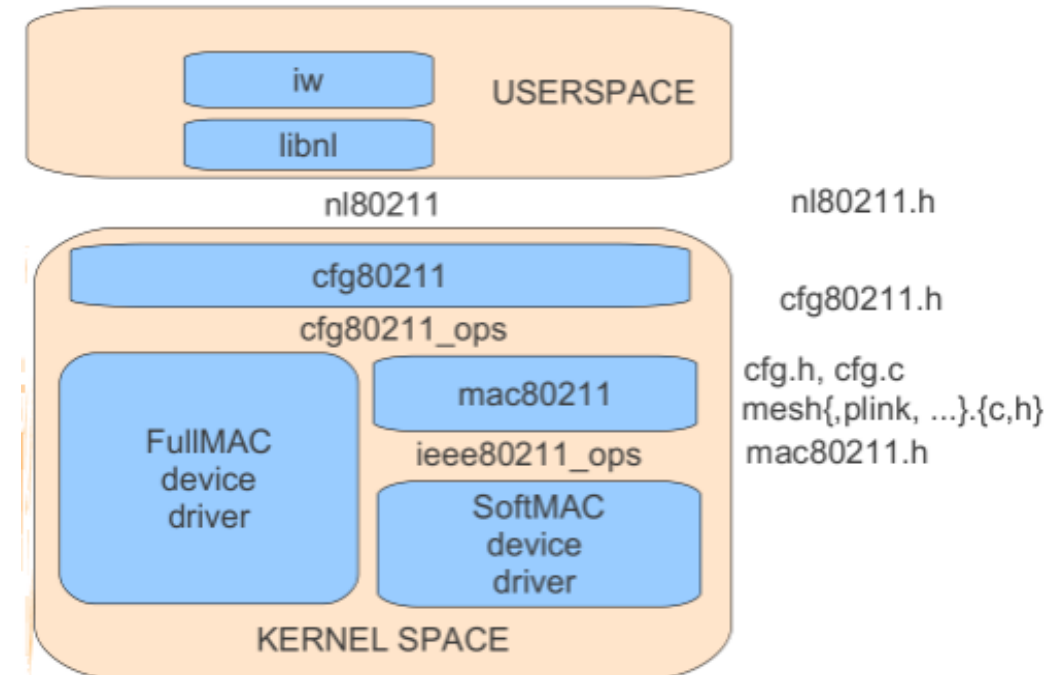 iw
USERSPACE
libnl
nl80211
nl80211.h
cfg80211
cfg80211.h
cfg80211_ops
cfg.h, cfg.c
mac80211
mesh{,plink, ...}.{c,h}
FullMAC
device
driver
ieee80211_ops
mac80211.h
SoftMAC
device
driver
KERNEL SPACE